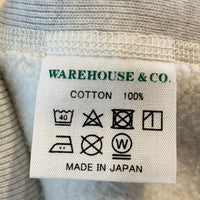 WAREHOUSE & CO.
COTTON 100%
40
MADE IN JAPAN